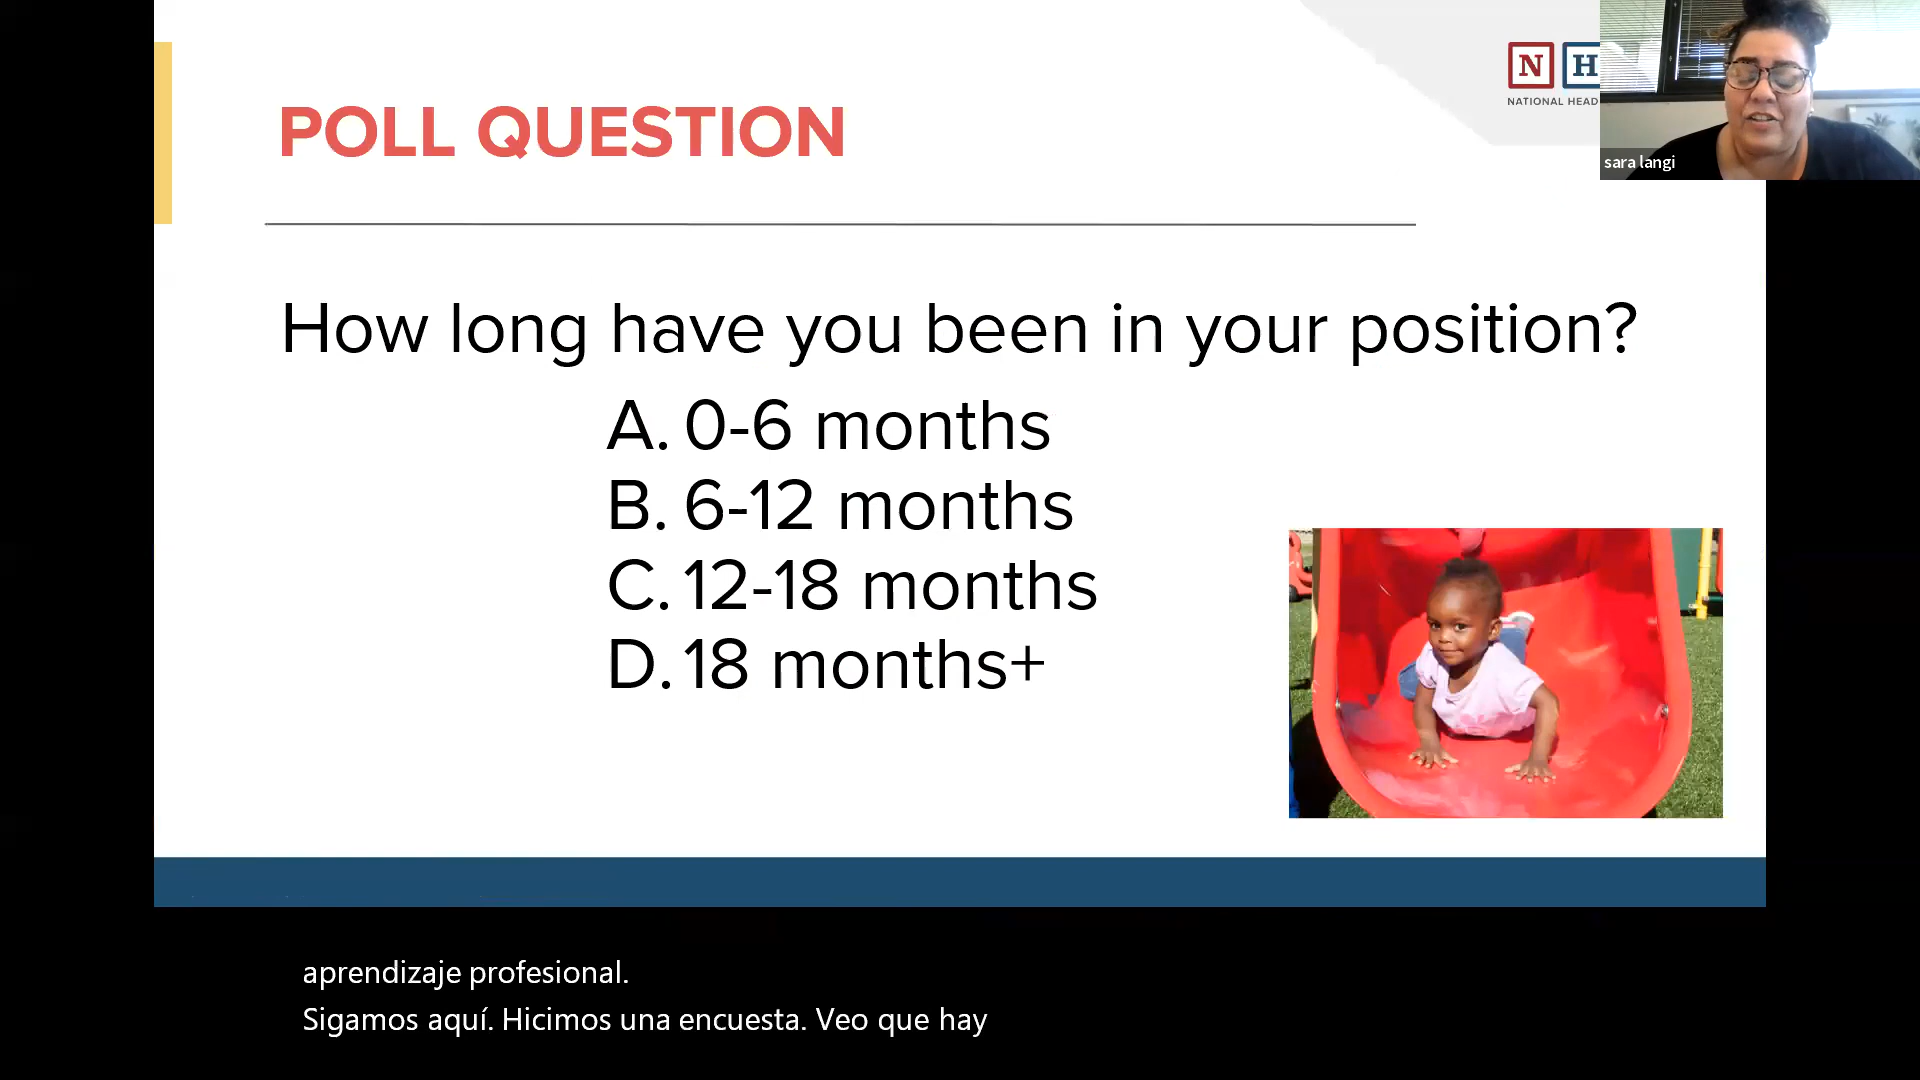 POLL QUESTION
N H
NATIONAL HEAD
sara langi
How long have you been in your position?
A. 0-6 months
B. 6-12 months
C. 12-18 months
D. 18 months+
aprendizaje profesional.
Sigamos aquí. Hicimos una encuesta. Veo que hay